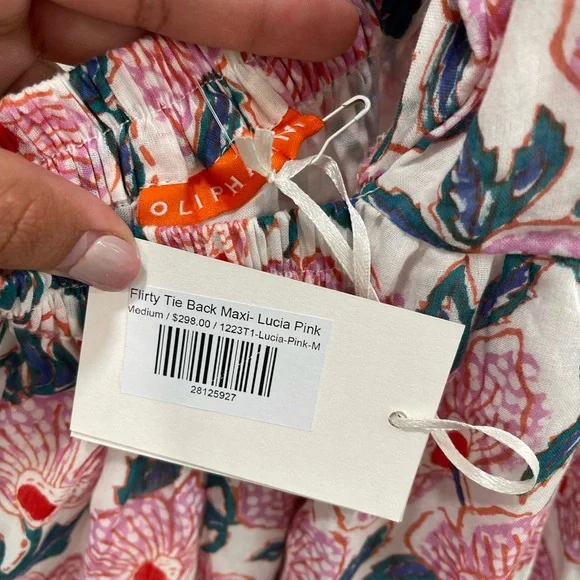 OLIPHA
Flirty Tie Back Maxi- Lucia Pink
Medium / $298.00 / 1223T1-Lucia-Pink-M
28125927